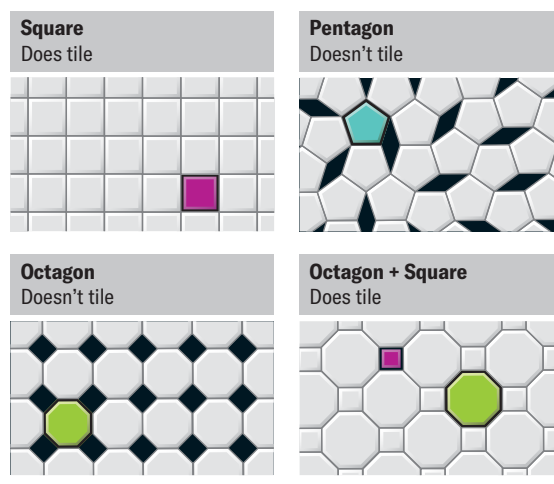 Square
Does tile
Pentagon
Doesn't tile
Octagon
Doesn't tile
Octagon + Square
Does tile